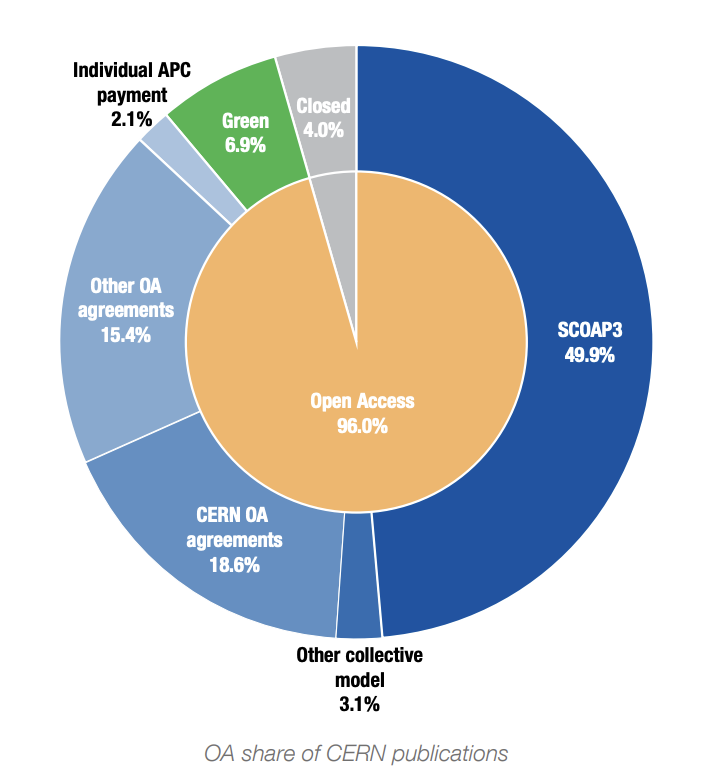 Individual APC
payment
2.1%
Green
6.9%
Closed
4.0%
Other OA
agreements
15.4%
SCOAP3
49.9%
Open Access
96.0%
CERN OA
agreements
18.6%
Other collective
model
3.1%
OA share of CERN publications